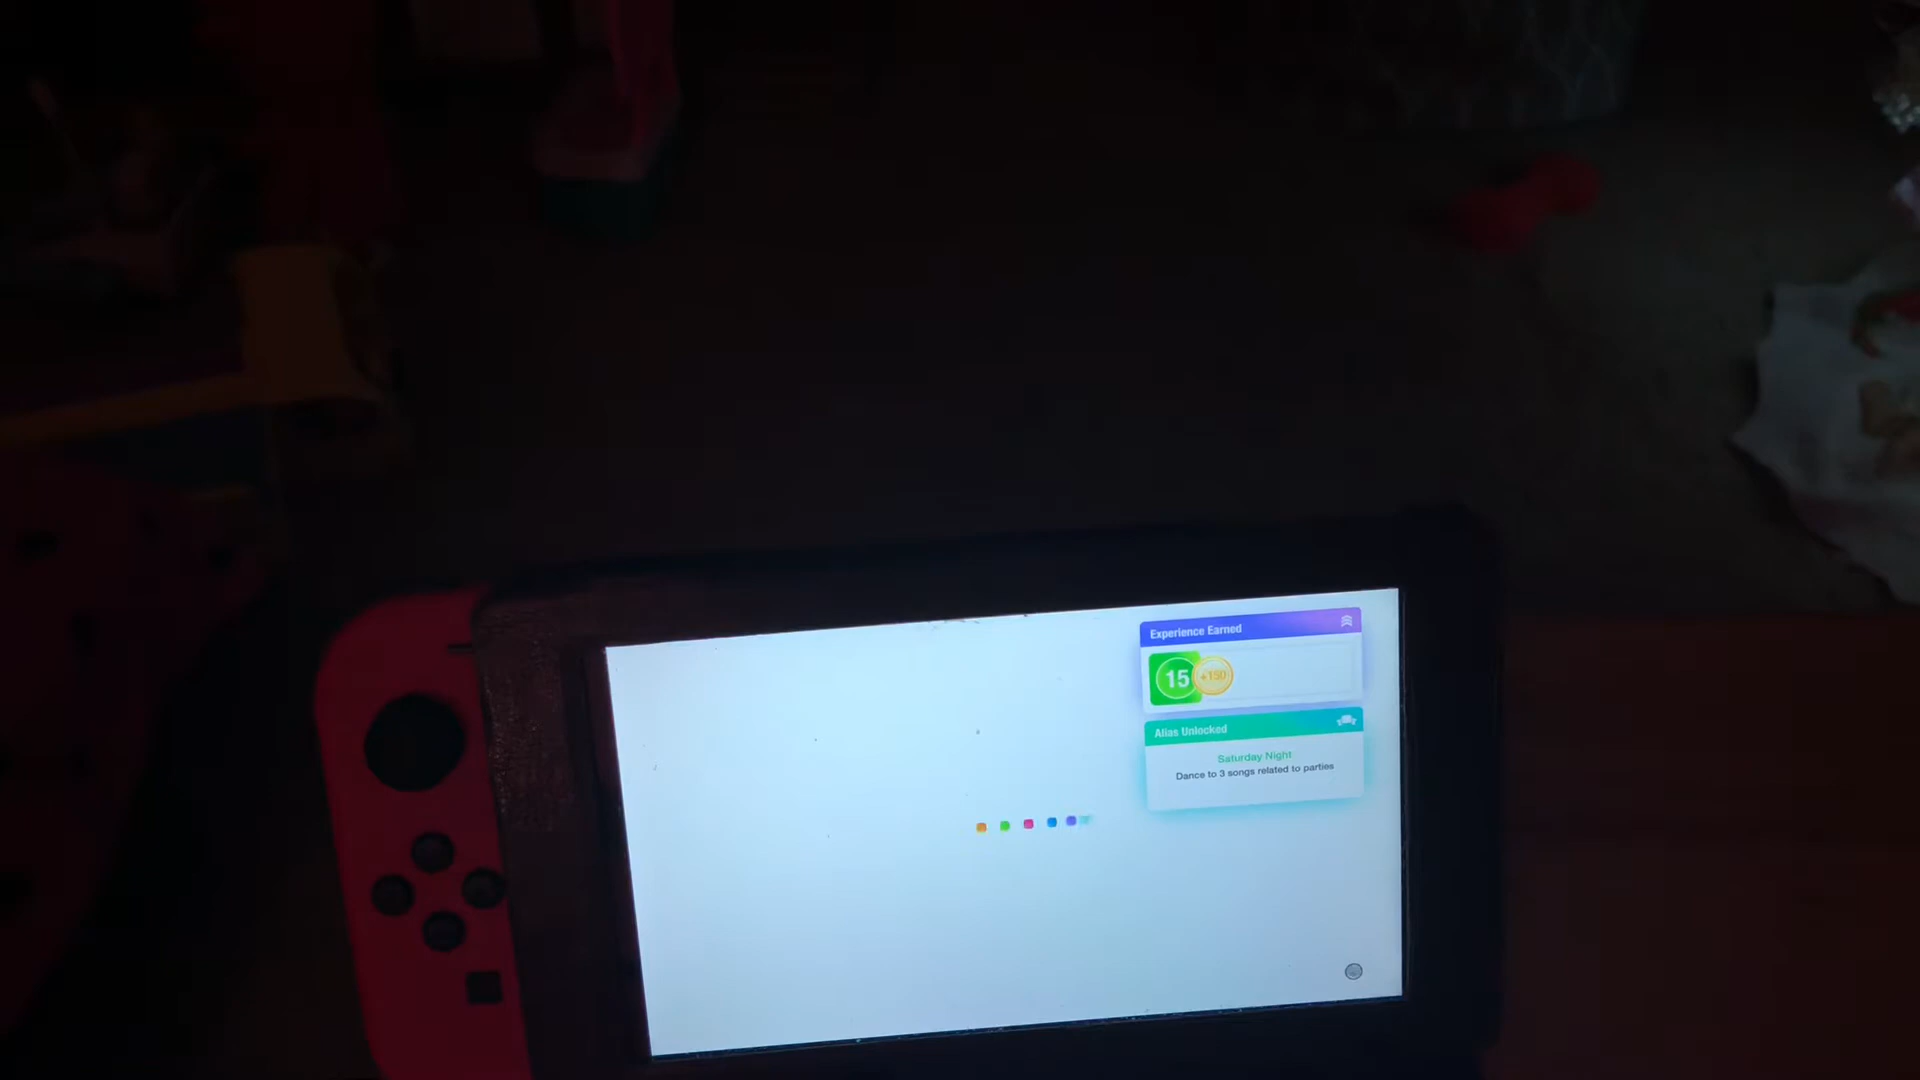 Experience Earned
15 +150
Alias Unlocked
Saturday Night
Dance to 3 songs related to parties